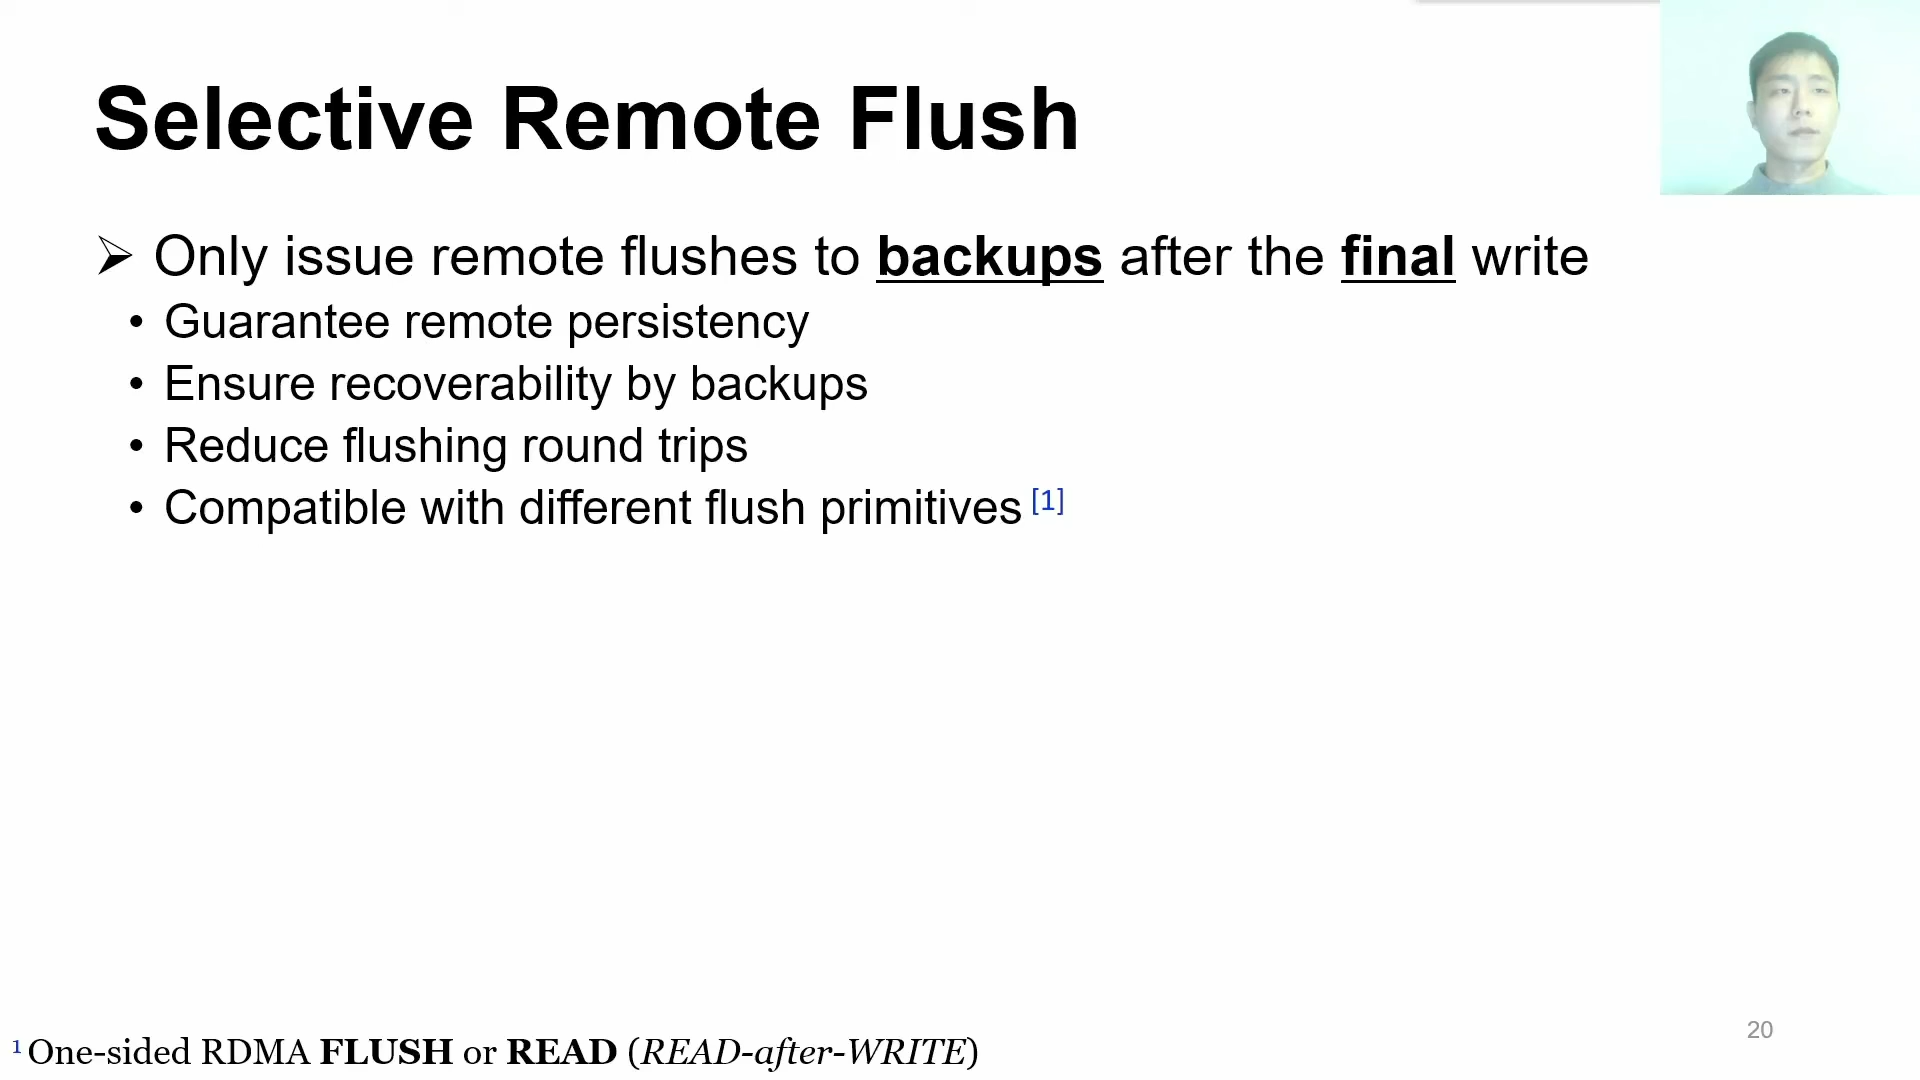 Selective Remote Flush
➢ Only issue remote flushes to backups after the final write
• Guarantee remote persistency
• Ensure recoverability by backups
• Reduce flushing round trips
• Compatible with different flush primitives [1]
20
1 One-sided RDMA FLUSH or READ (READ-after-WRITE)